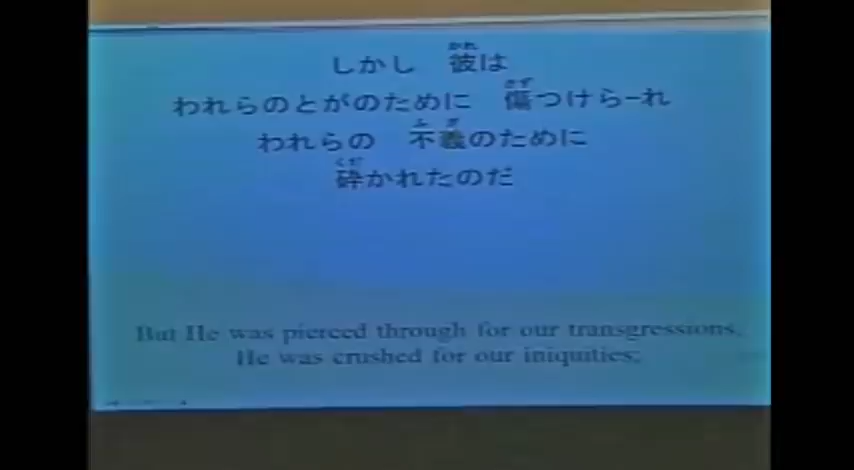 しかし　彼は
われらのとがのために　傷つけらーれ
われらの　不義のために
砕かれたのだ
But He was pierced through for our transgressions,
He was crushed for our iniquities;